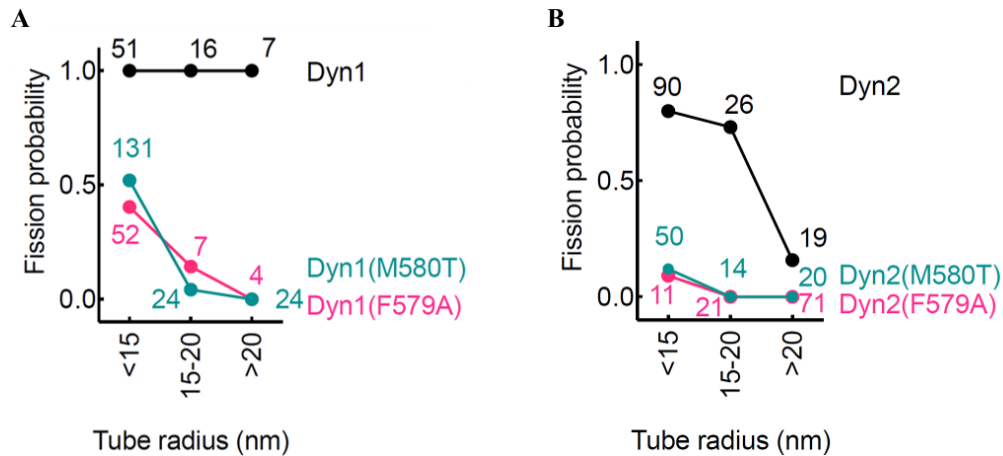 A
Fission probability
1.0
0.5
0.0
51
16
7
Dyn1
131
52
7
4
24
24
Dyn1(M580T)
Dyn1(F579A)
<15
15-20
>20
Tube radius (nm)
B
Fission probability
1.0
0.5
0.0
90
26
19
Dyn2
50
14
20
Dyn2(M580T)
11
21
71
Dyn2(F579A)
<15
15-20
>20
Tube radius (nm)